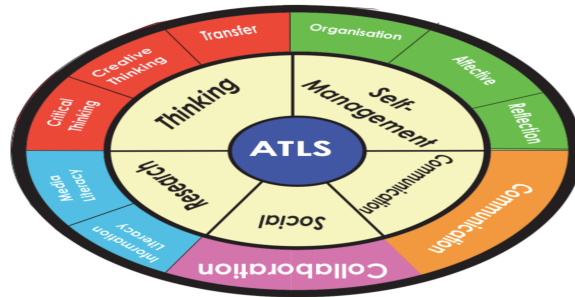 Transfer
Organisation
Creative
Thinking
Affective
Critical
Thinking
Thinking
Self-
Management
Reflection
ATLS
Media
Literacy
Research
Communication
Communication
Social
Information
Literacy
Collaboration